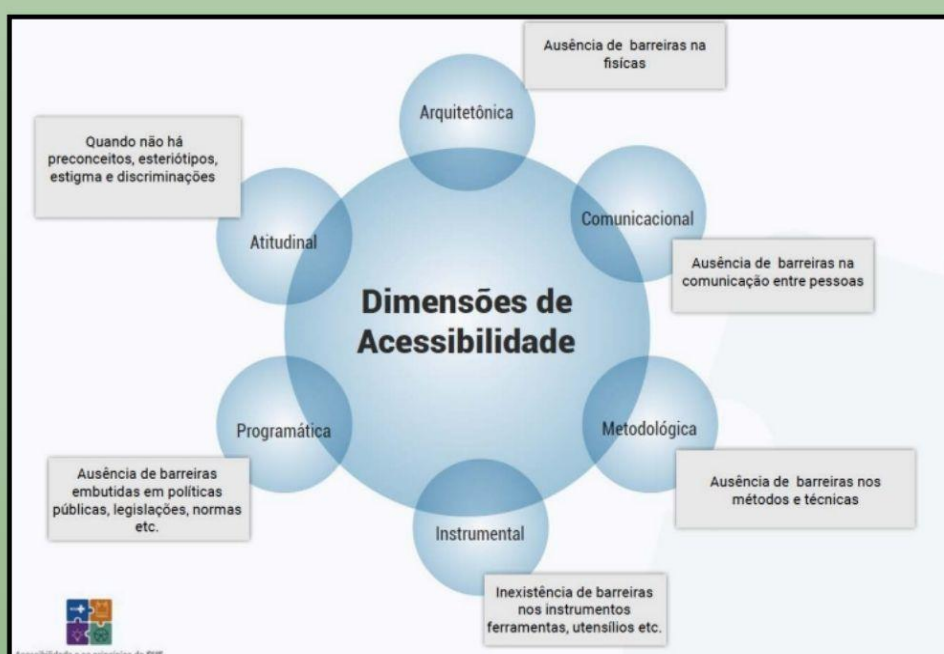 Ausência de barreiras na
fisícas
Arquitetônica
Quando não há
preconceitos, esteriótipos,
estigma e discriminações
Comunicacional
Atitudinal
Ausência de barreiras na
comunicação entre pessoas
Dimensões de
Acessibilidade
Programática
Metodológica
Ausência de barreiras
embutidas em políticas
públicas, legislações, normas
etc.
Ausência de barreiras nos
métodos e técnicas
Instrumental
Inexistência de barreiras
nos instrumentos
ferramentas, utensílios etc.